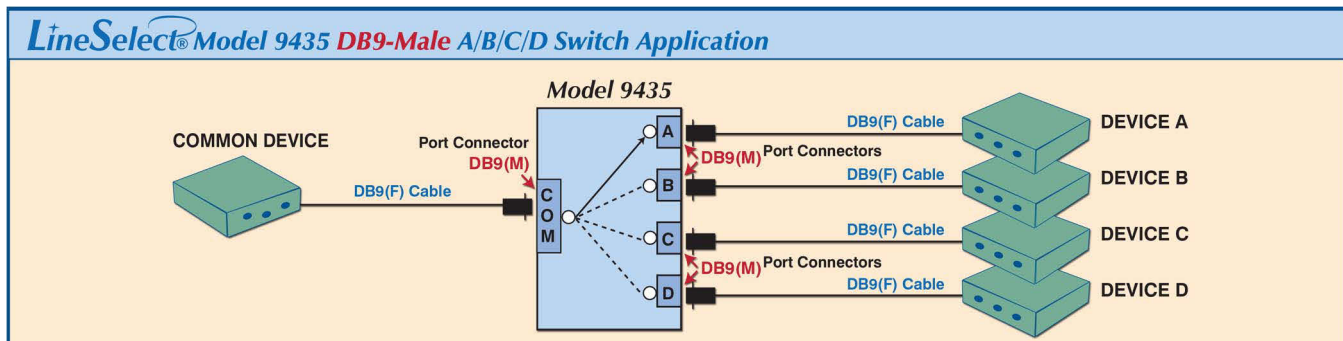 LineSelect® Model 9435 DB9-Male A/B/C/D Switch Application
Model 9435
COMMON DEVICE
DB9(F) Cable
Port Connector
DB9(M)
COM
A
B
C
D
DB9(M) Port Connectors
DB9(M) Port Connectors
DB9(F) Cable
DEVICE A
DB9(F) Cable
DEVICE B
DB9(F) Cable
DEVICE C
DB9(F) Cable
DEVICE D